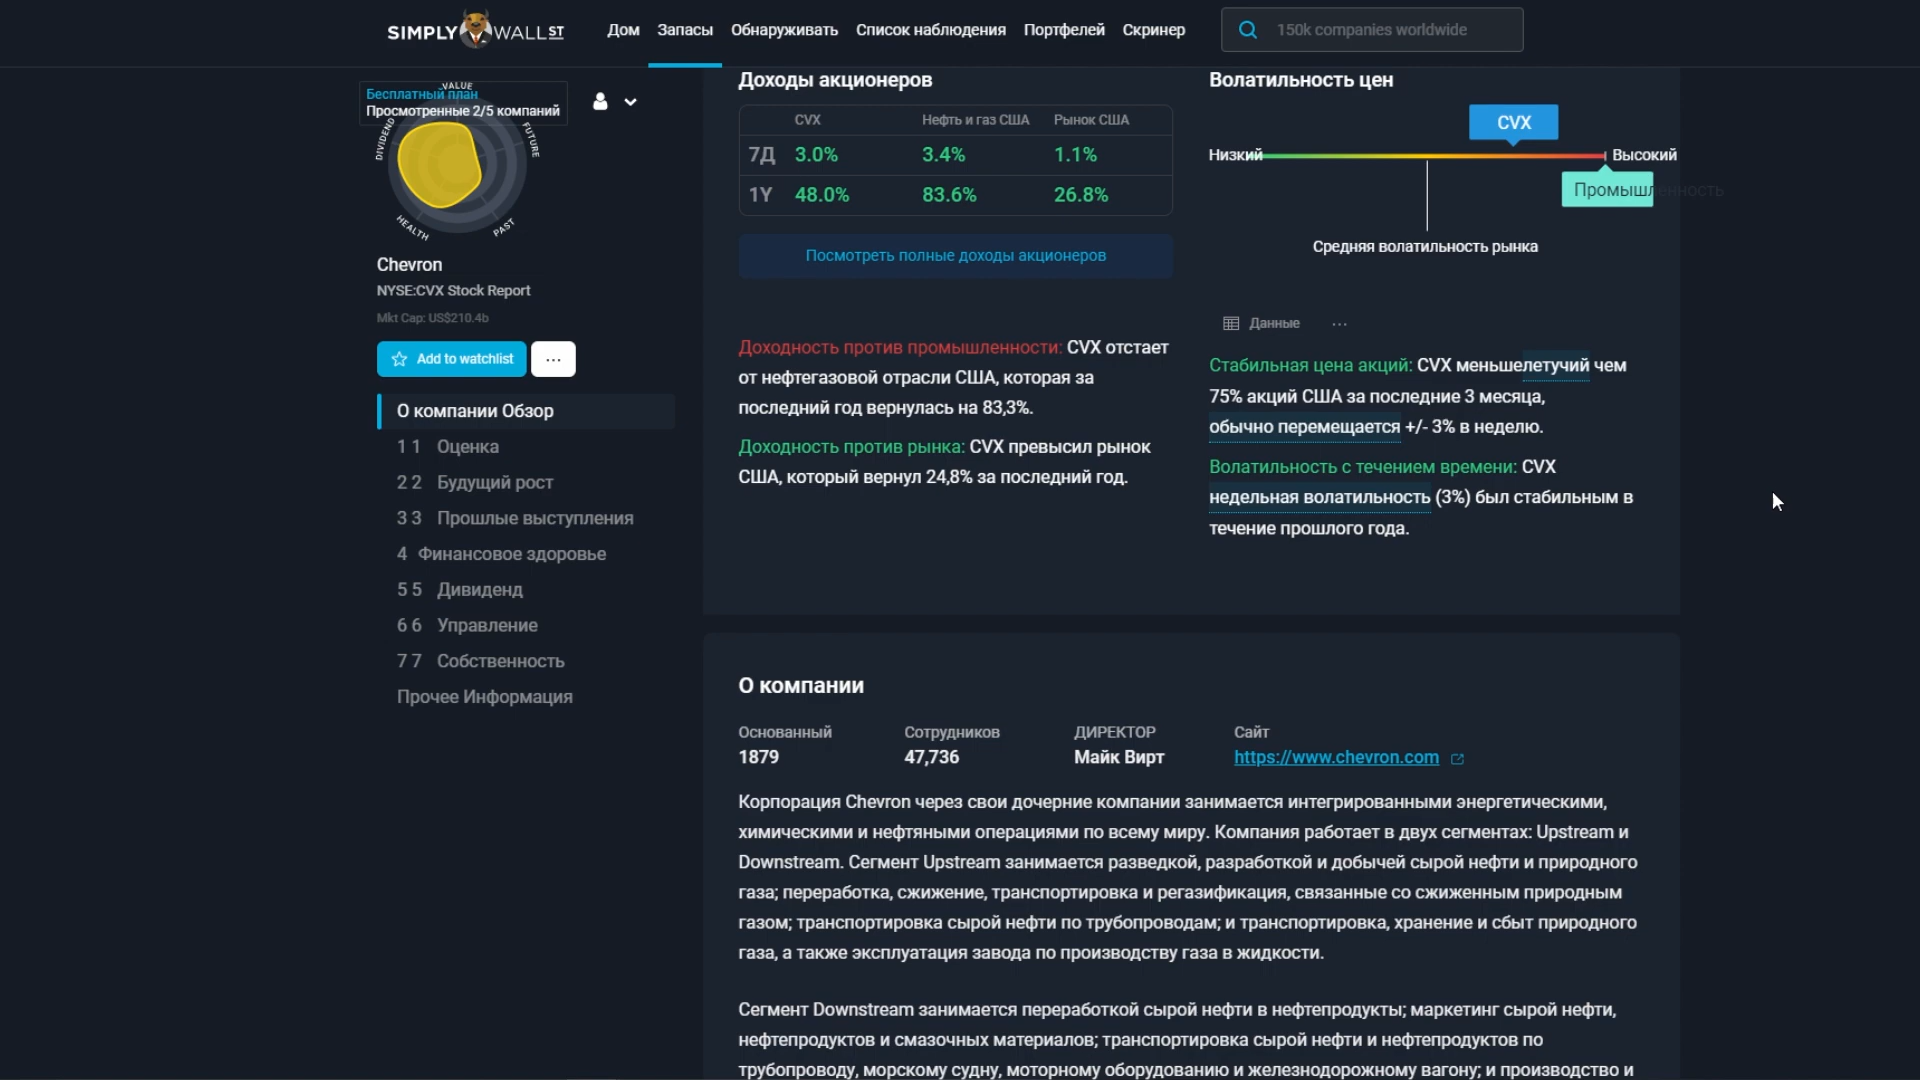 SIMPLY WALLST
Дом
Запасы
Обнаруживать
Список наблюдения
Портфелей
Скринер
150k companies worldwide
Бесплатный план
Просмотренные 2/5 компаний
VALUE
FUTURE
PAST
HEALTH
DIVIDEND
Chevron
NYSE:CVX Stock Report
Mkt Cap: US$210.4b
Add to watchlist
...
О компании Обзор
1 1 Оценка
2 2 Будущий рост
3 3 Прошлые выступления
4 Финансовое здоровье
5 5 Дивиденд
6 6 Управление
7 7 Собственность
Прочее Информация
Доходы акционеров
CVX Нефть и газ США Рынок США
7Д 3.0% 3.4% 1.1%
1Y 48.0% 83.6% 26.8%
Посмотреть полные доходы акционеров
Доходность против промышленности: CVX отстает
от нефтегазовой отрасли США, которая за
последний год вернулась на 83,3%.
Доходность против рынка: CVX превысил рынок
США, который вернул 24,8% за последний год.
Волатильность цен
CVX
Низкий
Высокий
Промышленность
Средняя волатильность рынка
Данные ...
Стабильная цена акций: CVX меньшелетучий чем
75% акций США за последние 3 месяца,
обычно перемещается +/- 3% в неделю.
Волатильность с течением времени: CVX
недельная волатильность (3%) был стабильным в
течение прошлого года.
О компании
Основанный Сотрудников ДИРЕКТОР Сайт
1879 47,736 Майк Вирт https://www.chevron.com
Корпорация Chevron через свои дочерние компании занимается интегрированными энергетическими,
химическими и нефтяными операциями по всему миру. Компания работает в двух сегментах: Upstream и
Downstream. Сегмент Upstream занимается разведкой, разработкой и добычей сырой нефти и природного
газа; переработка, сжижение, транспортировка и регазификация, связанные со сжиженным природным
газом; транспортировка сырой нефти по трубопроводам; и транспортировка, хранение и сбыт природного
газа, а также эксплуатация завода по производству газа в жидкости.
Сегмент Downstream занимается переработкой сырой нефти в нефтепродукты; маркетинг сырой нефти,
нефтепродуктов и смазочных материалов; транспортировка сырой нефти и нефтепродуктов по
трубопроводу, морскому судну, моторному оборудованию и железнодорожному вагону; и производство и